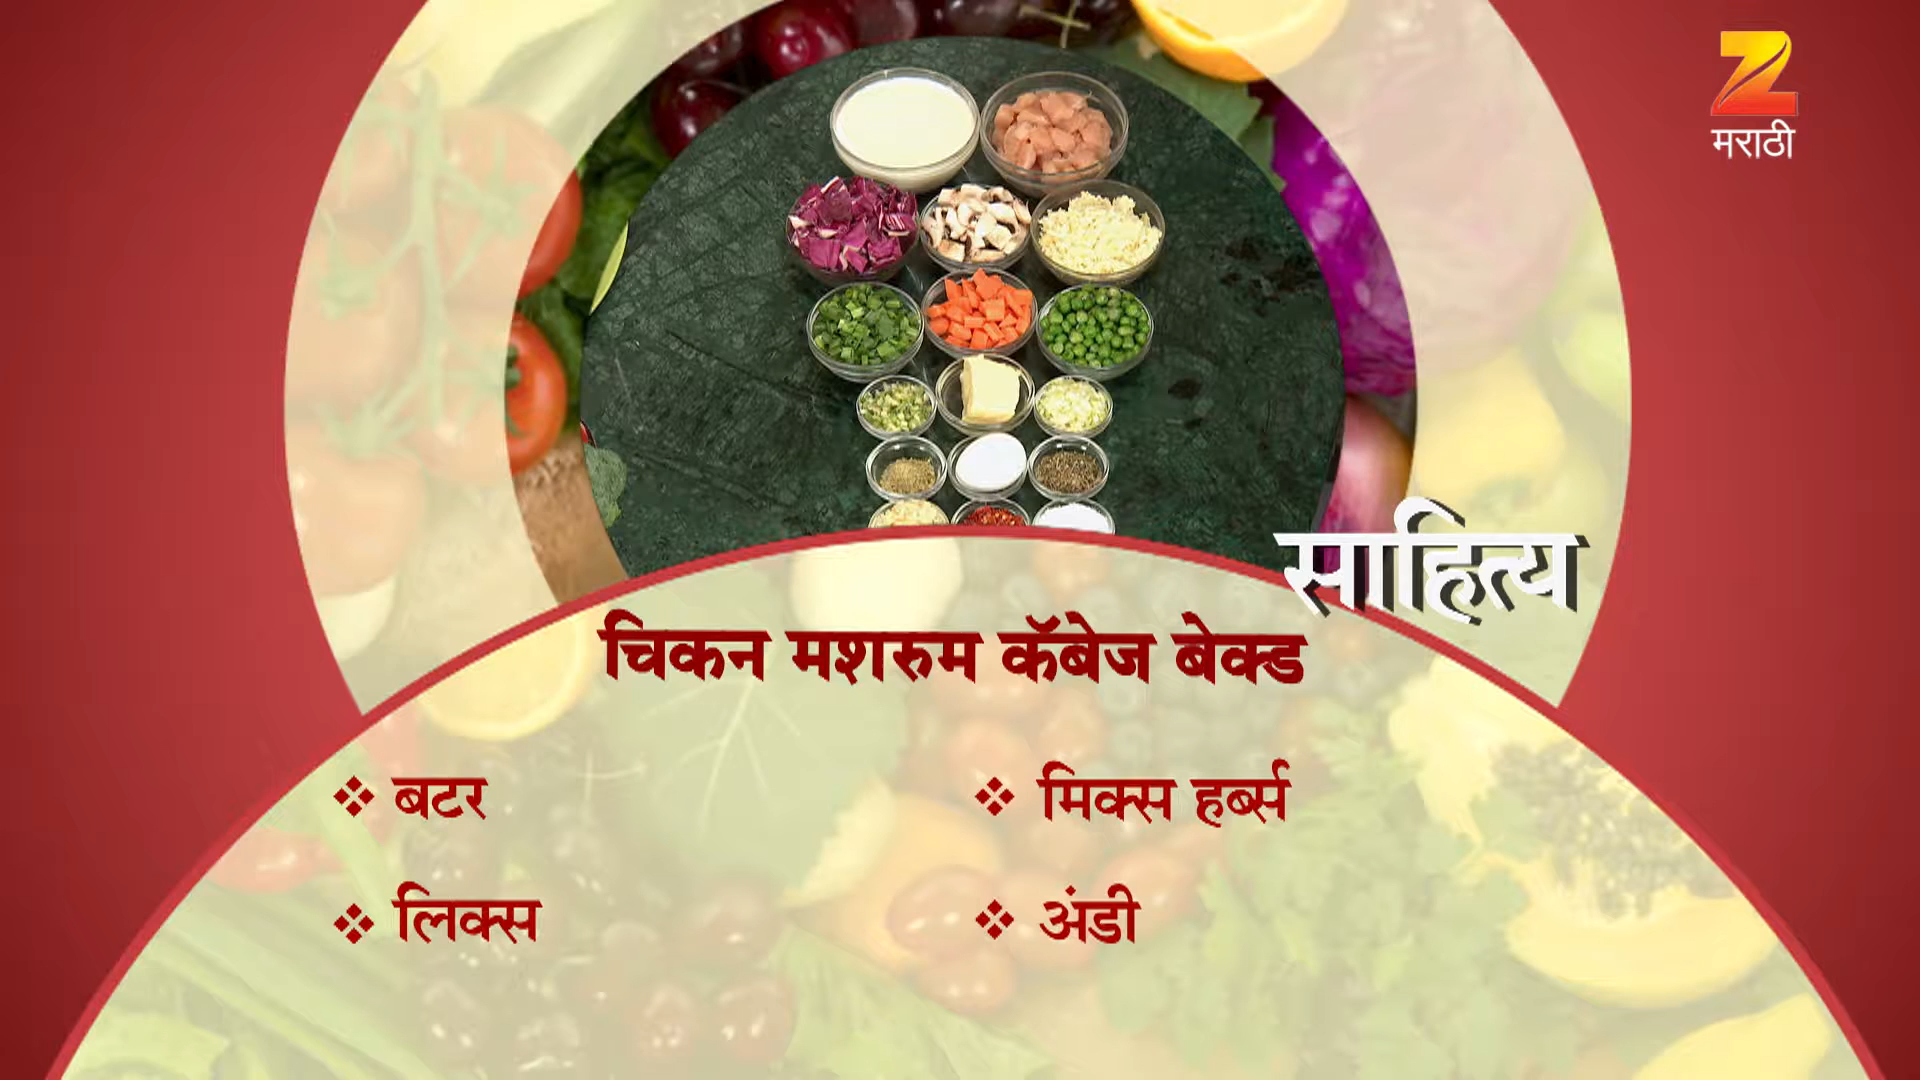 मराठी
साहित्य
चिकन मशरुम कॅबेज बेक्ड
बटर
मिक्स हर्ब्स
लिक्स
अंडी